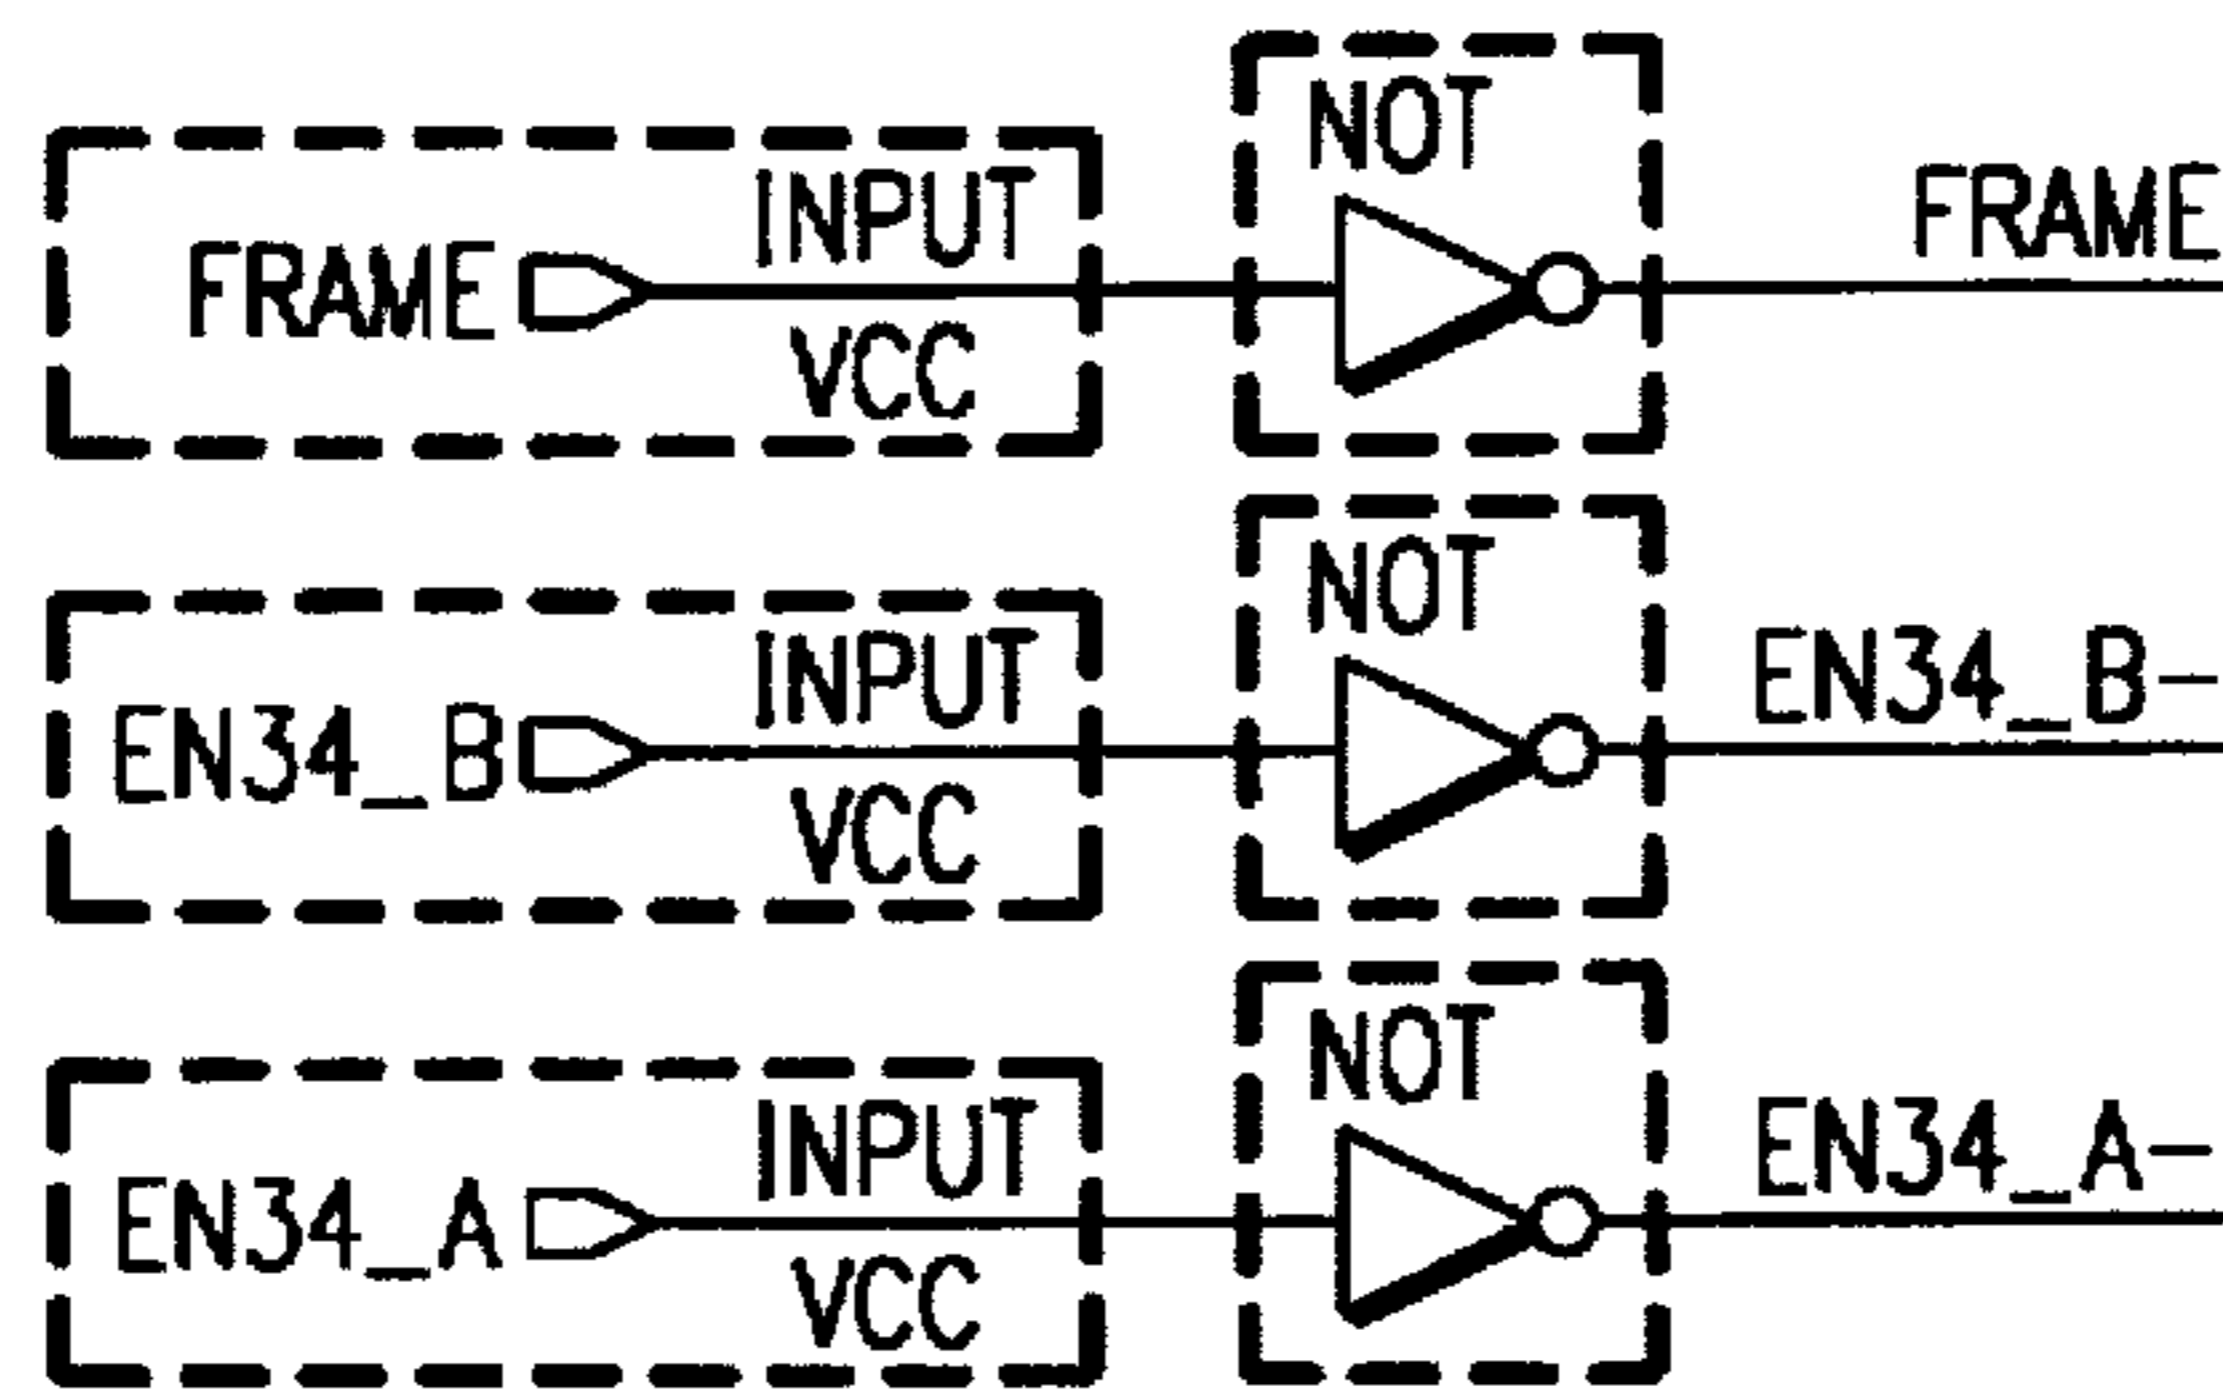 NOT
INPUT
FRAME
FRAME
VCC
NOT
INPUT
EN34_B-
EN34_B
VCC
NOT
INPUT
EN34_A-
EN34_A
VCC